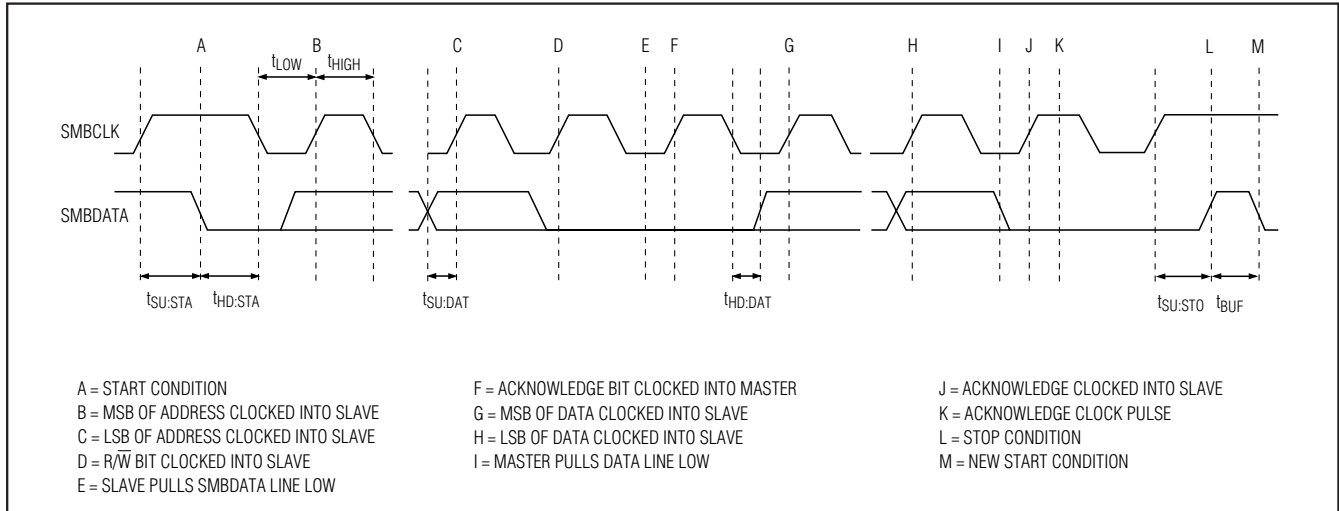 A B C D E F G H I J K L M
tLOW tHIGH
SMBCLK
SMBDATA
tSU:STA tHD:STA tSU:DAT tHD:DAT tSU:STO tBUF
A = START CONDITION
B = MSB OF ADDRESS CLOCKED INTO SLAVE
C = LSB OF ADDRESS CLOCKED INTO SLAVE
D = R/W̅ BIT CLOCKED INTO SLAVE
E = SLAVE PULLS SMBDATA LINE LOW
F = ACKNOWLEDGE BIT CLOCKED INTO MASTER
G = MSB OF DATA CLOCKED INTO SLAVE
H = LSB OF DATA CLOCKED INTO SLAVE
I = MASTER PULLS DATA LINE LOW
J = ACKNOWLEDGE CLOCKED INTO SLAVE
K = ACKNOWLEDGE CLOCK PULSE
L = STOP CONDITION
M = NEW START CONDITION